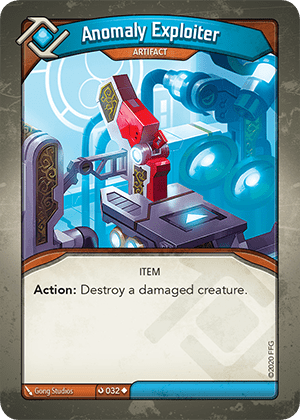 Anomaly Exploiter
ARTIFACT
ITEM
Action: Destroy a damaged creature.
©2020 FFG
Gong Studios
032